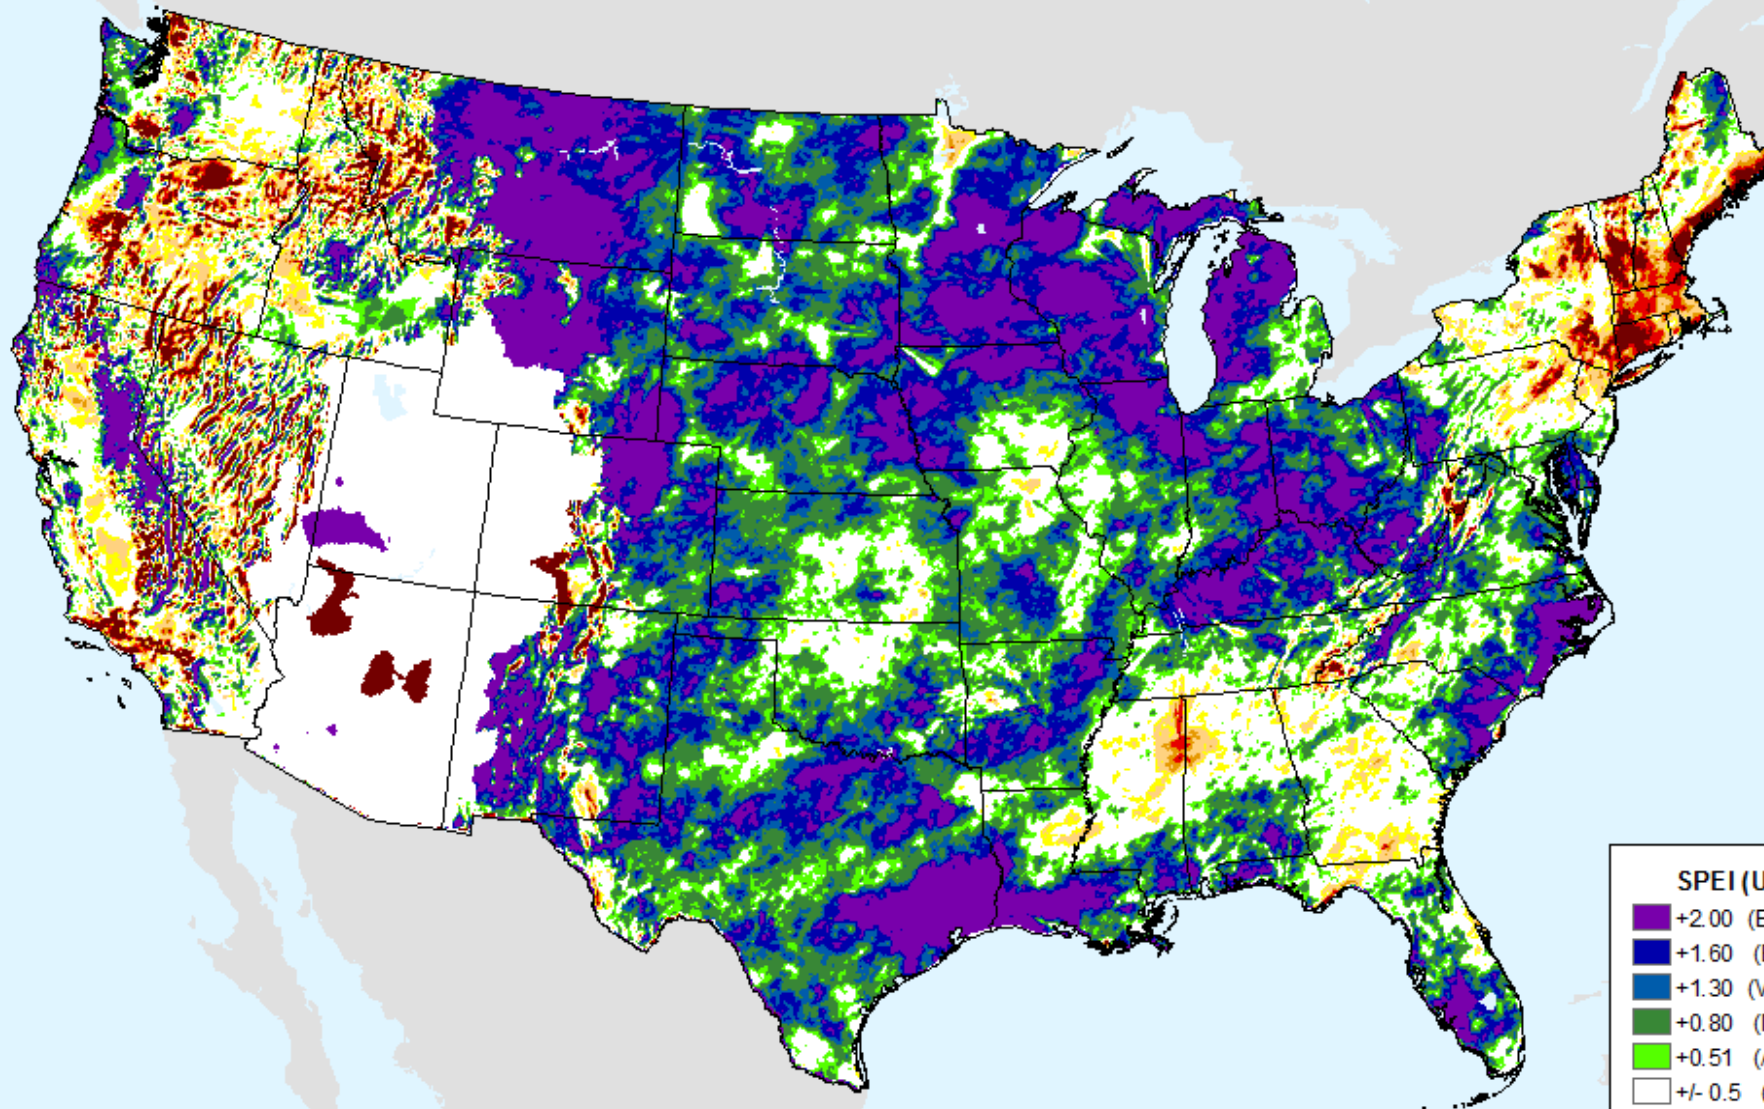 SPEI (U
+2.00 (E
+1.60 (
+1.30 (V
+0.80 (
+0.51 (
+/- 0.5 (